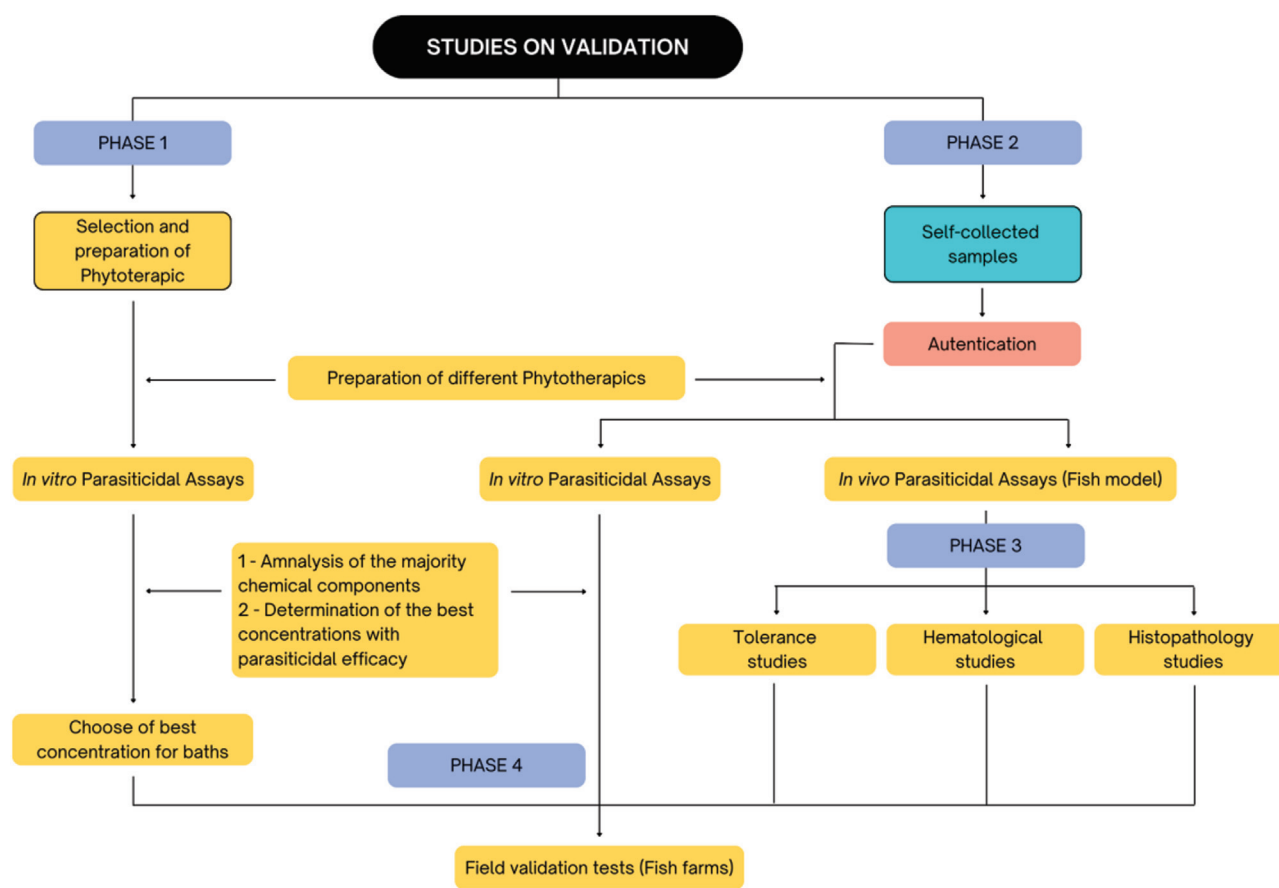 STUDIES ON VALIDATION
PHASE 1
PHASE 2
Selection and
preparation of
Phytoterapic
Self-collected
samples
Autentication
Preparation of different Phytotherapics
In vitro Parasiticidal Assays
In vitro Parasiticidal Assays
In vivo Parasiticidal Assays (Fish model)
PHASE 3
1 - Amnalysis of the majority
chemical components
2 - Determination of the best
concentrations with
parasiticidal efficacy
Tolerance
studies
Hematological
studies
Histopathology
studies
Choose of best
concentration for baths
PHASE 4
Field validation tests (Fish farms)